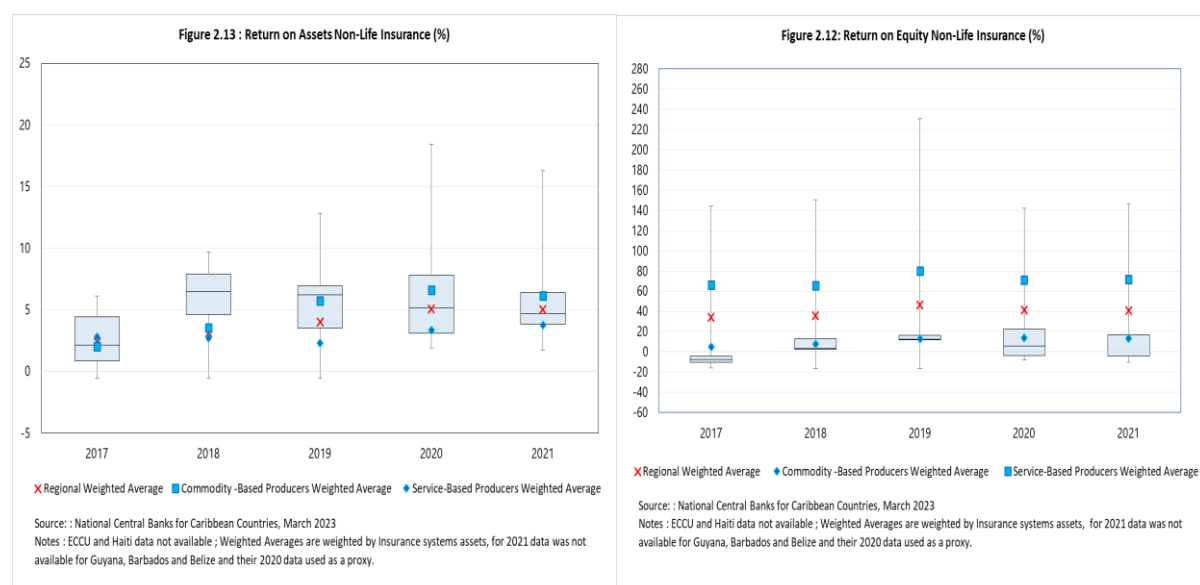 Figure 2.13 : Return on Assets Non-Life Insurance (%)
25
20
15
10
5
0
-5
2017 2018 2019 2020 2021
Regional Weighted Average Commodity -Based Producers Weighted Average Service-Based Producers Weighted Average
Source: : National Central Banks for Caribbean Countries, March 2023
Notes : ECCU and Haiti data not available ; Weighted Averages are weighted by Insurance systems assets, for 2021 data was not
available for Guyana, Barbados and Belize and their 2020 data used as a proxy.
Figure 2.12: Return on Equity Non-Life Insurance (%)
280
260
240
220
200
180
160
140
120
100
80
60
40
20
0
-20
-40
-60
2017 2018 2019 2020 2021
Regional Weighted Average Commodity -Based Producers Weighted Average Service-Based Producers Weighted Average
Source: : National Central Banks for Caribbean Countries, March 2023
Notes : ECCU and Haiti data not available ; Weighted Averages are weighted by Insurance systems assets, for 2021 data was not
available for Guyana, Barbados and Belize and their 2020 data used as a proxy.